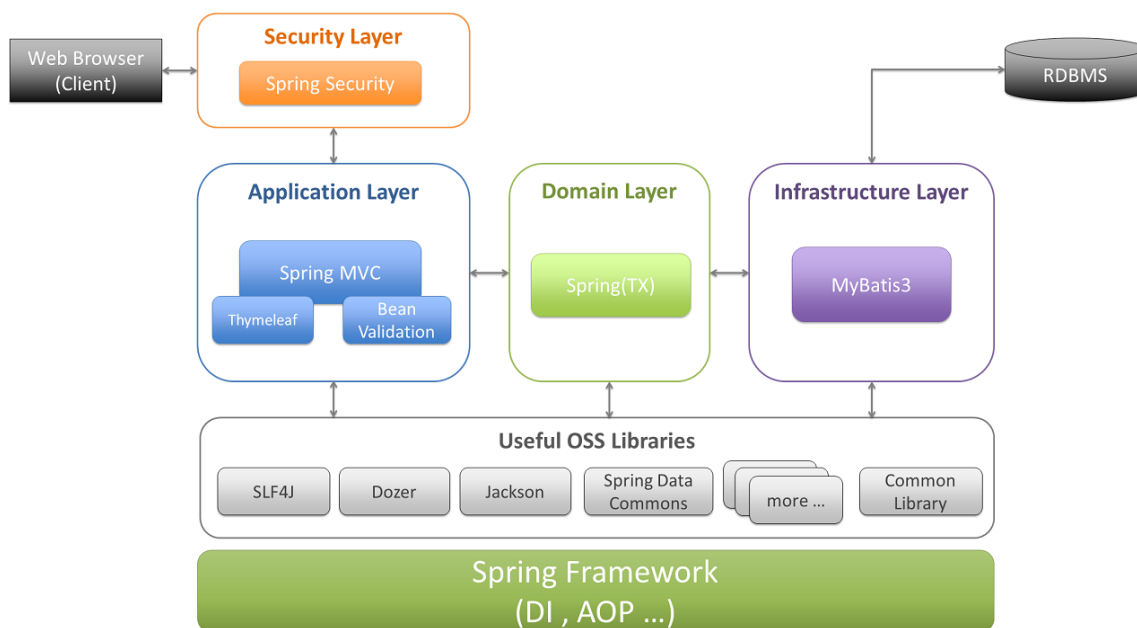 Security Layer
Web Browser
(Client)
Spring Security
RDBMS
Application Layer
Domain Layer
Infrastructure Layer
Spring MVC
Thymeleaf
Bean
Validation
Spring(TX)
MyBatis3
Useful OSS Libraries
SLF4J
Dozer
Jackson
Spring Data
Commons
more ...
Common
Library
Spring Framework
(DI , AOP ...)